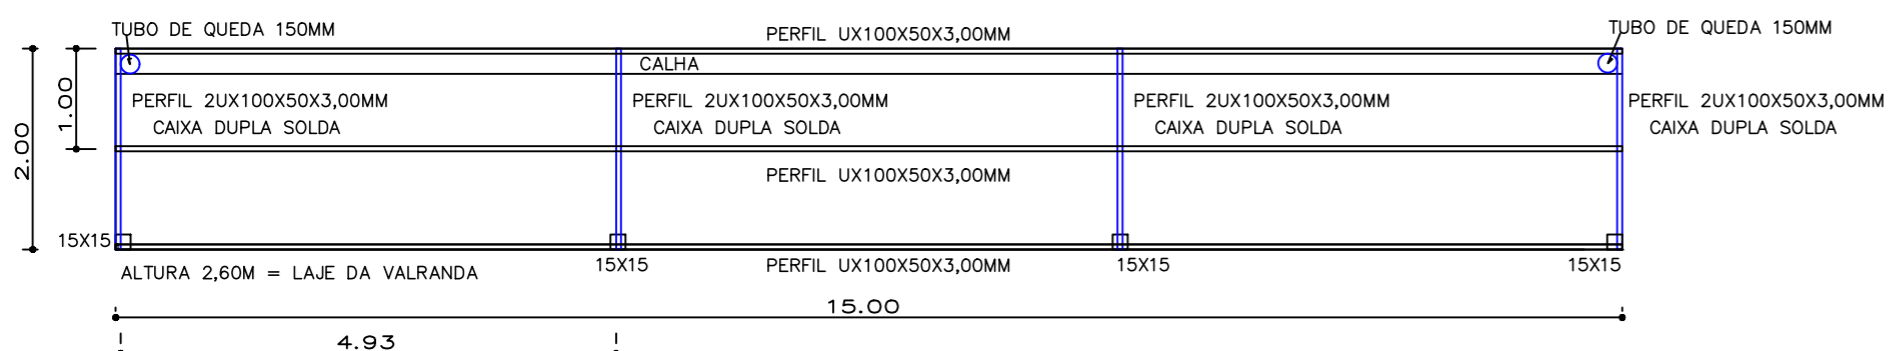 TUBO DE QUEDA 150MM
PERFIL UX100X50X3,00MM
TUBO DE QUEDA 150MM
CALHA
1.00
2.00
PERFIL 2UX100X50X3,00MM
CAIXA DUPLA SOLDA
PERFIL 2UX100X50X3,00MM
CAIXA DUPLA SOLDA
PERFIL 2UX100X50X3,00MM
CAIXA DUPLA SOLDA
PERFIL 2UX100X50X3,00MM
CAIXA DUPLA SOLDA
PERFIL UX100X50X3,00MM
15X15
ALTURA 2,60M = LAJE DA VALRANDA
15X15
PERFIL UX100X50X3,00MM
15X15
15X15
15.00
4.93